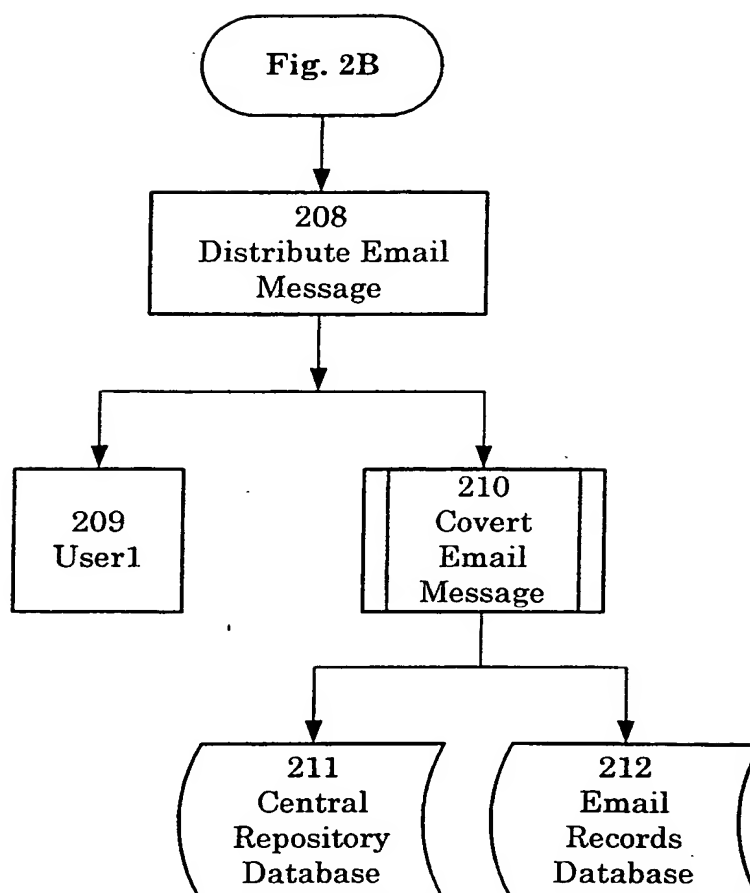 Fig. 2B
208
Distribute Email
Message
209
User1
210
Covert
Email
Message
211
Central
Repository
Database
212
Email
Records
Database